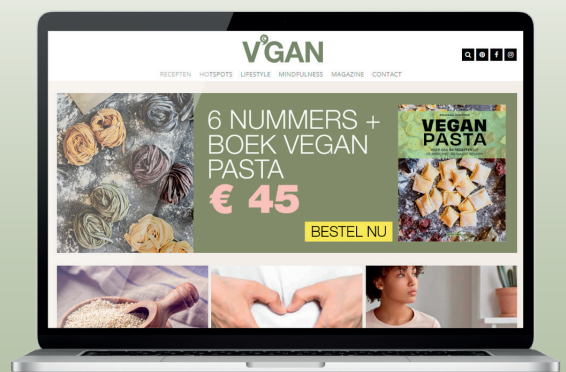 V'GAN
RECEPTEN HOTSPOTS LIFESTYLE MINDFULNESS MAGAZINE CONTACT
6 NUMMERS +
BOEK VEGAN
PASTA
€ 45
BESTEL NU
VEGAN
PASTA